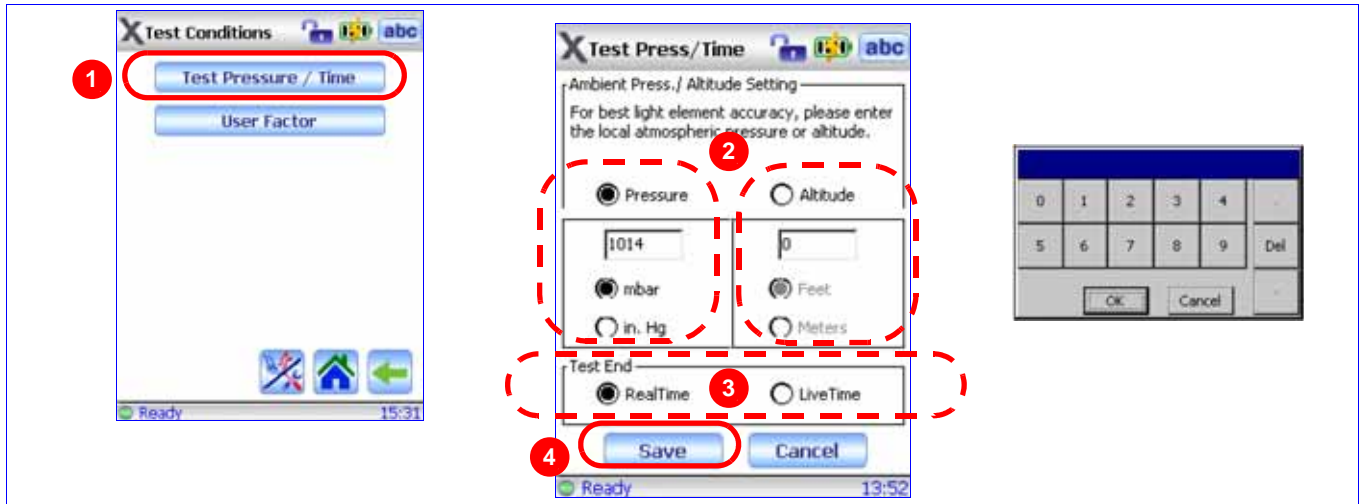 Test Conditions abc
1
Test Pressure / Time
User Factor
Ready 15:31
Test Press/Time abc
Ambient Press./ Altitude Setting
For best light element accuracy, please enter
the local atmospheric pressure or altitude.
2
Pressure Altitude
1014 0
mbar Feet
in. Hg Meters
Test End
RealTime 3 LiveTime
4 Save Cancel
Ready 13:52
0 1 2 3 4 .
5 6 7 8 9 Del
OK Cancel